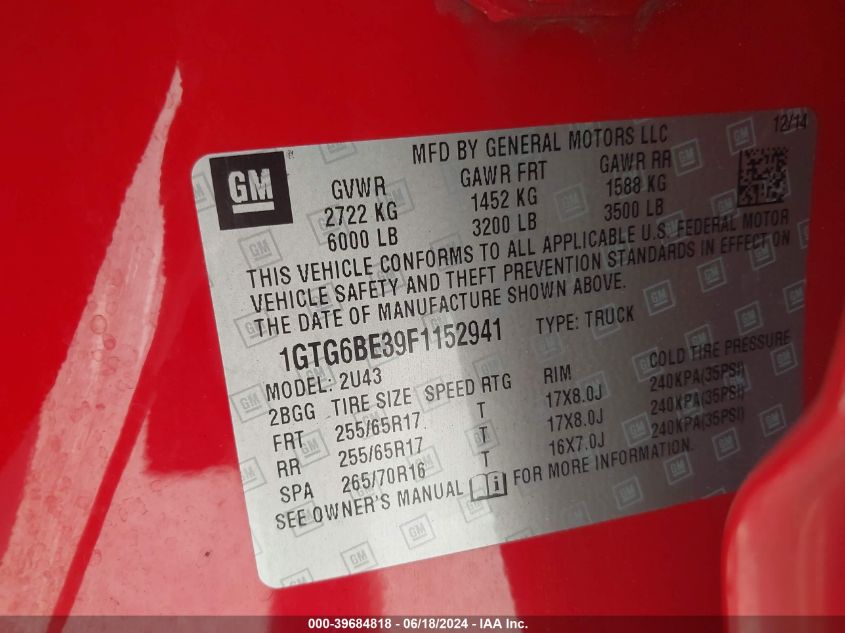 12/14
MFD BY GENERAL MOTORS LLC
GM
GVWR GAWR FRT GAWR RR
2722 KG 1452 KG 1588 KG
6000 LB 3200 LB 3500 LB
THIS VEHICLE CONFORMS TO ALL APPLICABLE U.S. FEDERAL MOTOR
VEHICLE SAFETY AND THEFT PREVENTION STANDARDS IN EFFECT ON
THE DATE OF MANUFACTURE SHOWN ABOVE.
1GTG6BE39F1152941 TYPE: TRUCK
MODEL: 2U43
2BGG TIRE SIZE SPEED RTG RIM COLD TIRE PRESSURE
FRT 255/65R17 T 17X8.0J 240KPA(35PSI)
RR 255/65R17 T 17X8.0J 240KPA(35PSI)
SPA 265/70R16 T 16X7.0J 240KPA(35PSI)
SEE OWNER'S MANUAL i FOR MORE INFORMATION.
000-39684818 - 06/18/2024 - IAAI - IAA Inc.